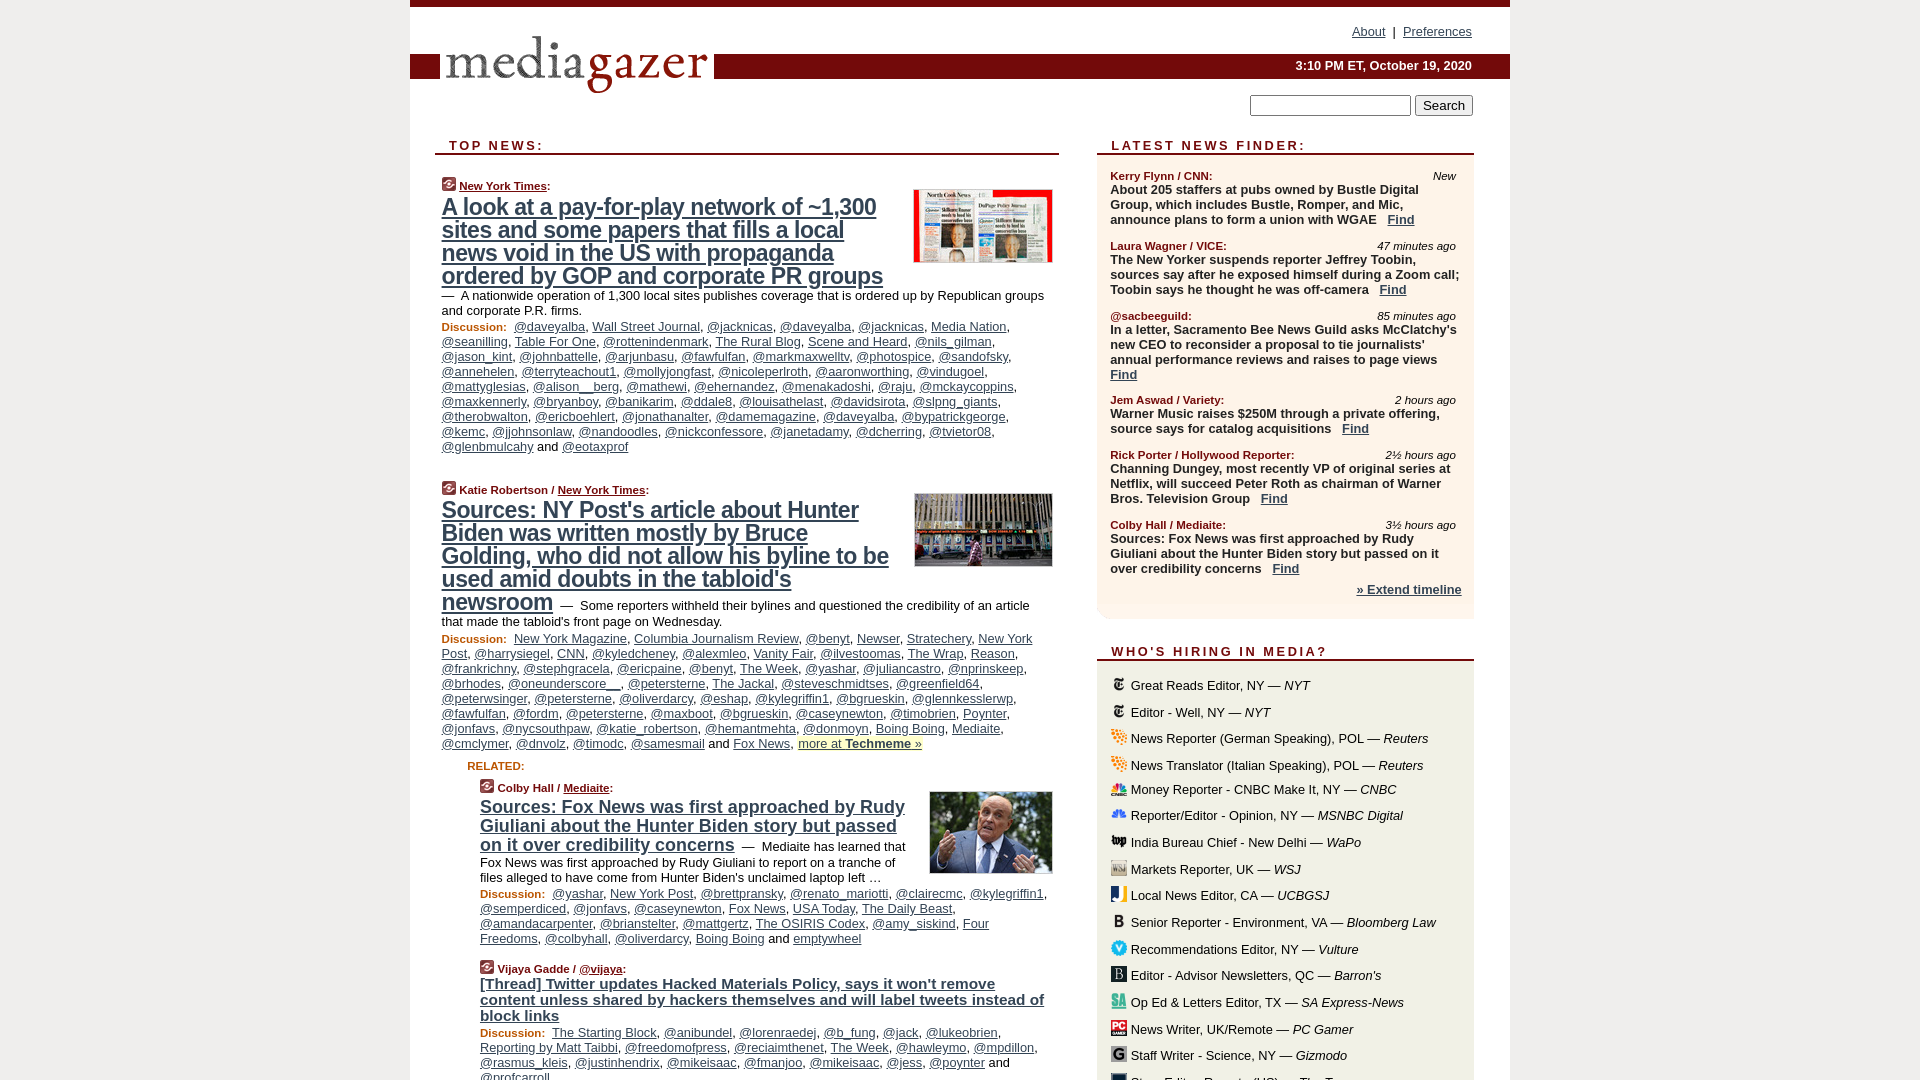 About | Preferences
mediagazer
3:10 PM ET, October 19, 2020
Search
TOP NEWS:
New York Times:
A look at a pay-for-play network of ~1,300
sites and some papers that fills a local
news void in the US with propaganda
ordered by GOP and corporate PR groups
— A nationwide operation of 1,300 local sites publishes coverage that is ordered up by Republican groups
and corporate P.R. firms.
Discussion: @daveyalba, Wall Street Journal, @jacknicas, @daveyalba, @jacknicas, Media Nation,
@seanilling, Table For One, @rottenindenmark, The Rural Blog, Scene and Heard, @nils_gilman,
@jason_kint, @johnbattelle, @arjunbasu, @fawfulfan, @markmaxwelltv, @photospice, @sandofsky,
@annehelen, @terryteachout1, @mollyjongfast, @nicoleperlroth, @aaronworthing, @vindugoel,
@mattyglesias, @alison__berg, @mathewi, @ehernandez, @menakadoshi, @raju, @mckaycoppins,
@maxkennerly, @bryanboy, @banikarim, @ddale8, @louisathelast, @davidsirota, @slpng_giants,
@therobwalton, @ericboehlert, @jonathanalter, @damemagazine, @daveyalba, @bypatrickgeorge,
@kemc, @jjohnsonlaw, @nandoodles, @nickconfessore, @janetadamy, @dcherring, @tvietor08,
@glenbmulcahy and @eotaxprof
Katie Robertson / New York Times:
Sources: NY Post's article about Hunter
Biden was written mostly by Bruce
Golding, who did not allow his byline to be
used amid doubts in the tabloid's
newsroom — Some reporters withheld their bylines and questioned the credibility of an article
that made the tabloid's front page on Wednesday.
Discussion: New York Magazine, Columbia Journalism Review, @benyt, Newser, Stratechery, New York
Post, @harrysiegel, CNN, @kyledcheney, @alexmleo, Vanity Fair, @ilvestoomas, The Wrap, Reason,
@frankrichny, @stephgracela, @ericpaine, @benyt, The Week, @yashar, @juliancastro, @nprinskeep,
@brhodes, @oneunderscore__, @petersterne, The Jackal, @steveschmidtses, @greenfield64,
@peterwsinger, @petersterne, @oliverdarcy, @eshap, @kylegriffin1, @bgrueskin, @glennkesslerwp,
@fawfulfan, @fordm, @petersterne, @maxboot, @bgrueskin, @caseynewton, @timobrien, Poynter,
@jonfavs, @nycsouthpaw, @katie_robertson, @hemantmehta, @donmoyn, Boing Boing, Mediaite,
@cmclymer, @dnvolz, @timodc, @samesmail and Fox News, more at Techmeme »
RELATED:
Colby Hall / Mediaite:
Sources: Fox News was first approached by Rudy
Giuliani about the Hunter Biden story but passed
on it over credibility concerns — Mediaite has learned that
Fox News was first approached by Rudy Giuliani to report on a tranche of
files alleged to have come from Hunter Biden's unclaimed laptop left …
Discussion: @yashar, New York Post, @brettpransky, @renato_mariotti, @clairecmc, @kylegriffin1,
@semperdiced, @jonfavs, @caseynewton, Fox News, USA Today, The Daily Beast,
@amandacarpenter, @brianstelter, @mattgertz, The OSIRIS Codex, @amy_siskind, Four
Freedoms, @colbyhall, @oliverdarcy, Boing Boing and emptywheel
Vijaya Gadde / @vijaya:
[Thread] Twitter updates Hacked Materials Policy, says it won't remove
content unless shared by hackers themselves and will label tweets instead of
block links
Discussion: The Starting Block, @anibundel, @lorenraedej, @b_fung, @jack, @lukeobrien,
Reporting by Matt Taibbi, @freedomofpress, @reciaimthenet, The Week, @hawleymo, @mpdillon,
@rasmus_kleis, @justinhendrix, @mikeisaac, @fmanjoo, @mikeisaac, @jess, @poynter and
@profcarroll
LATEST NEWS FINDER:
Kerry Flynn / CNN: New
About 205 staffers at pubs owned by Bustle Digital
Group, which includes Bustle, Romper, and Mic,
announce plans to form a union with WGAE Find
Laura Wagner / VICE: 47 minutes ago
The New Yorker suspends reporter Jeffrey Toobin,
sources say after he exposed himself during a Zoom call;
Toobin says he thought he was off-camera Find
@sacbeeguild: 85 minutes ago
In a letter, Sacramento Bee News Guild asks McClatchy's
new CEO to reconsider a proposal to tie journalists'
annual performance reviews and raises to page views
Find
Jem Aswad / Variety: 2 hours ago
Warner Music raises $250M through a private offering,
source says for catalog acquisitions Find
Rick Porter / Hollywood Reporter: 2½ hours ago
Channing Dungey, most recently VP of original series at
Netflix, will succeed Peter Roth as chairman of Warner
Bros. Television Group Find
Colby Hall / Mediaite: 3½ hours ago
Sources: Fox News was first approached by Rudy
Giuliani about the Hunter Biden story but passed on it
over credibility concerns Find
» Extend timeline
WHO'S HIRING IN MEDIA?
Great Reads Editor, NY — NYT
Editor - Well, NY — NYT
News Reporter (German Speaking), POL — Reuters
News Translator (Italian Speaking), POL — Reuters
Money Reporter - CNBC Make It, NY — CNBC
Reporter/Editor - Opinion, NY — MSNBC Digital
India Bureau Chief - New Delhi — WaPo
Markets Reporter, UK — WSJ
Local News Editor, CA — UCBGSJ
Senior Reporter - Environment, VA — Bloomberg Law
Recommendations Editor, NY — Vulture
Editor - Advisor Newsletters, QC — Barron's
Op Ed & Letters Editor, TX — SA Express-News
News Writer, UK/Remote — PC Gamer
Staff Writer - Science, NY — Gizmodo